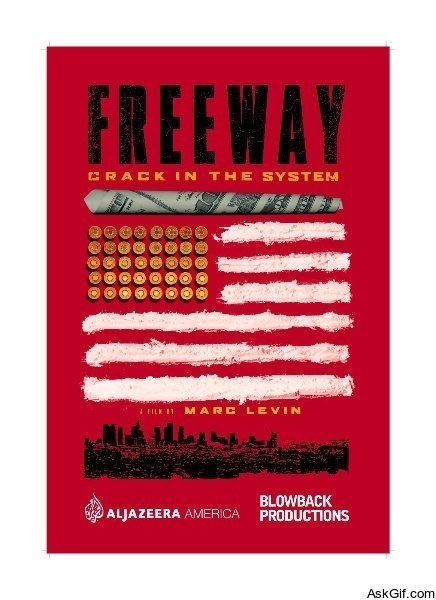 FREEWAY
CRACK IN THE SYSTEM
A FILM BY MARC LEVIN
ALJAZEERA AMERICA
BLOWBACK
PRODUCTIONS
AskGif.com